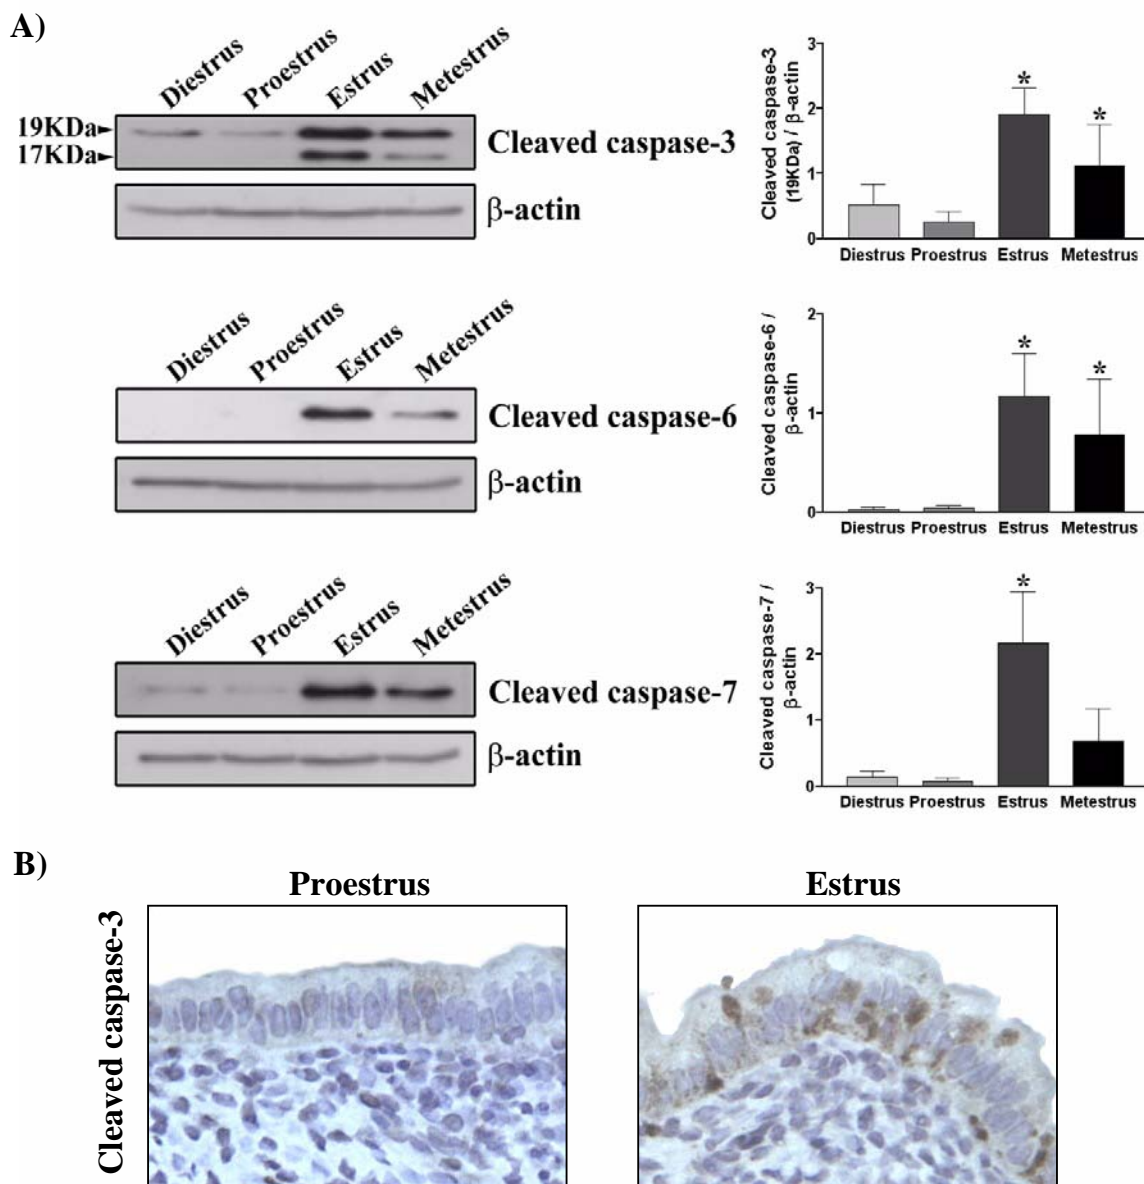 A)
Diestrus
Proestrus
Estrus
Metestrus
19KDa
17KDa
Cleaved caspase-3
β-actin
3
2
1
0
Cleaved caspase-3
(19KDa) / β-actin
*
*
Diestrus Proestrus Estrus Metestrus
Diestrus
Proestrus
Estrus
Metestrus
Cleaved caspase-6
β-actin
2
1
0
Cleaved caspase-6 /
β-actin
*
*
Diestrus Proestrus Estrus Metestrus
Diestrus
Proestrus
Estrus
Metestrus
Cleaved caspase-7
β-actin
3
2
1
0
Cleaved caspase-7 /
β-actin
*
Diestrus Proestrus Estrus Metestrus
B)
Proestrus
Estrus
Cleaved caspase-3